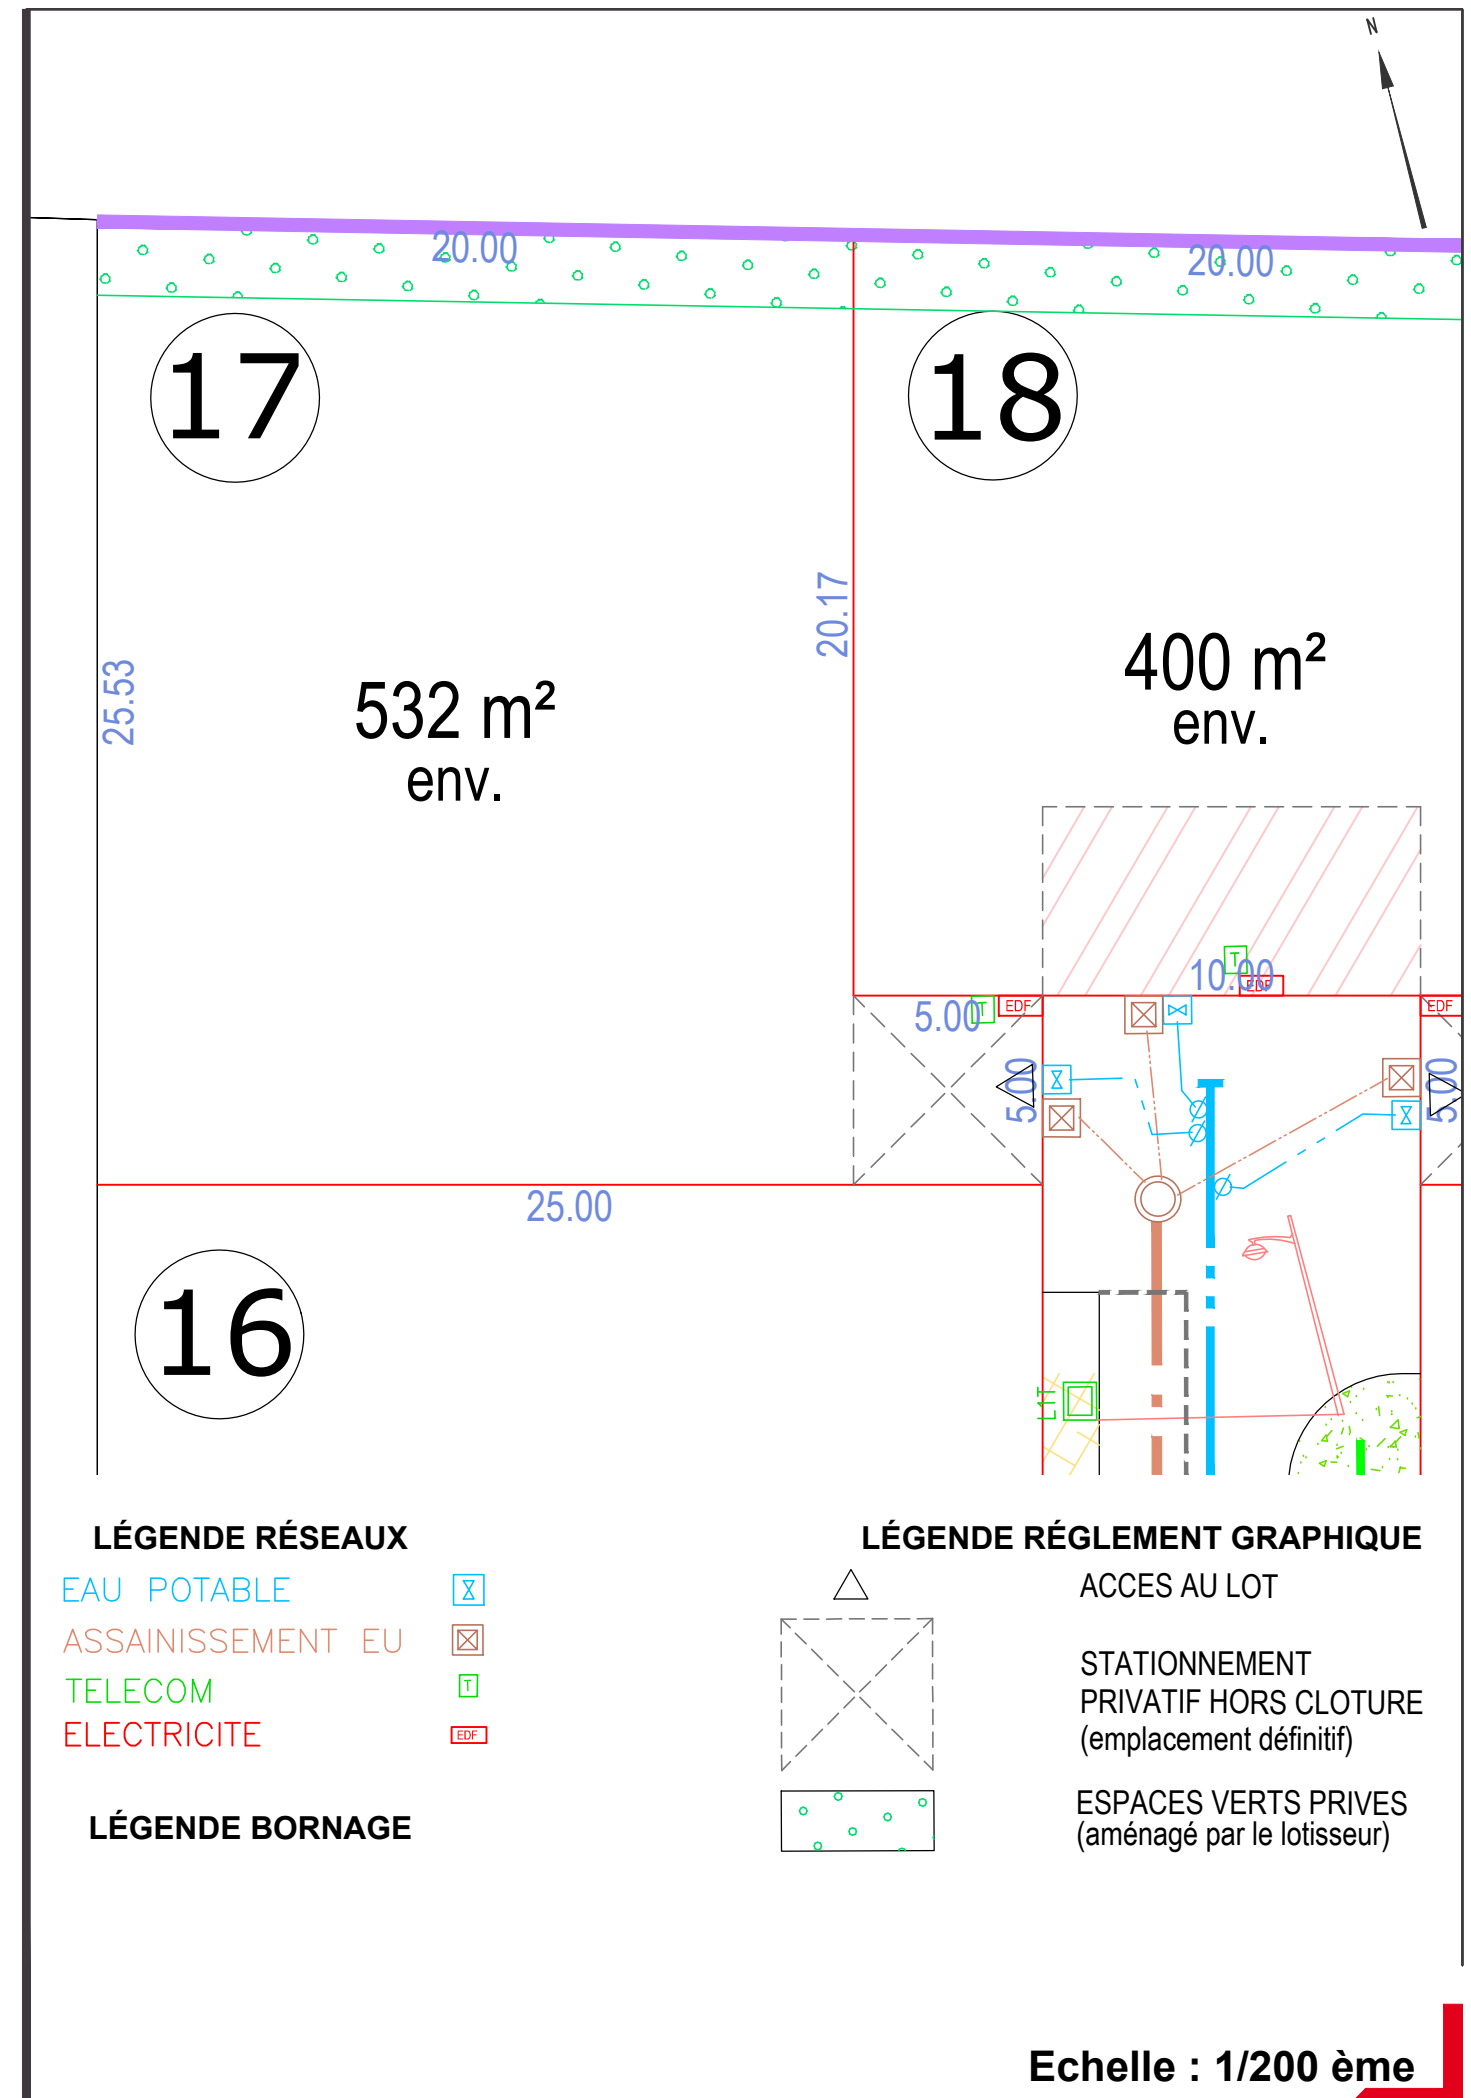 N
20.00
20.00
17
18
20.17
25.53
532 m²
env.
400 m²
env.
T
10.00
EDF
5.00
T
EDF
EDF
5.00
5.00
25.00
16
L1T
LÉGENDE RÉSEAUX
EAU POTABLE
ASSAINISSEMENT EU
TELECOM
T
ELECTRICITE
EDF
LÉGENDE BORNAGE
LÉGENDE RÉGLEMENT GRAPHIQUE
ACCES AU LOT
STATIONNEMENT
PRIVATIF HORS CLOTURE
(emplacement définitif)
ESPACES VERTS PRIVES
(aménagé par le lotisseur)
Echelle : 1/200 ème